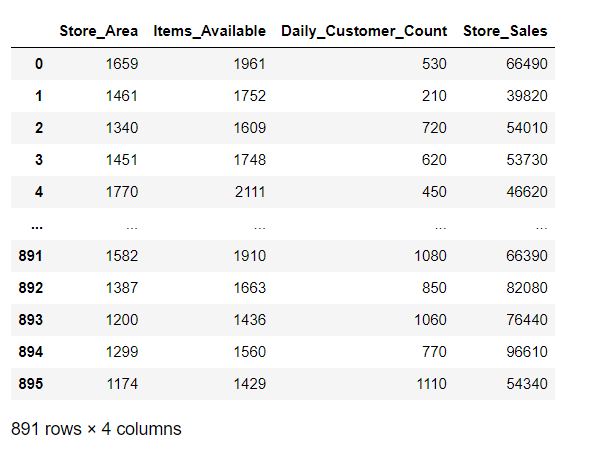 Store_Area Items_Available Daily_Customer_Count Store_Sales
0 1659 1961 530 66490
1 1461 1752 210 39820
2 1340 1609 720 54010
3 1451 1748 620 53730
4 1770 2111 450 46620
... ... ... ... ...
891 1582 1910 1080 66390
892 1387 1663 850 82080
893 1200 1436 1060 76440
894 1299 1560 770 96610
895 1174 1429 1110 54340
891 rows × 4 columns